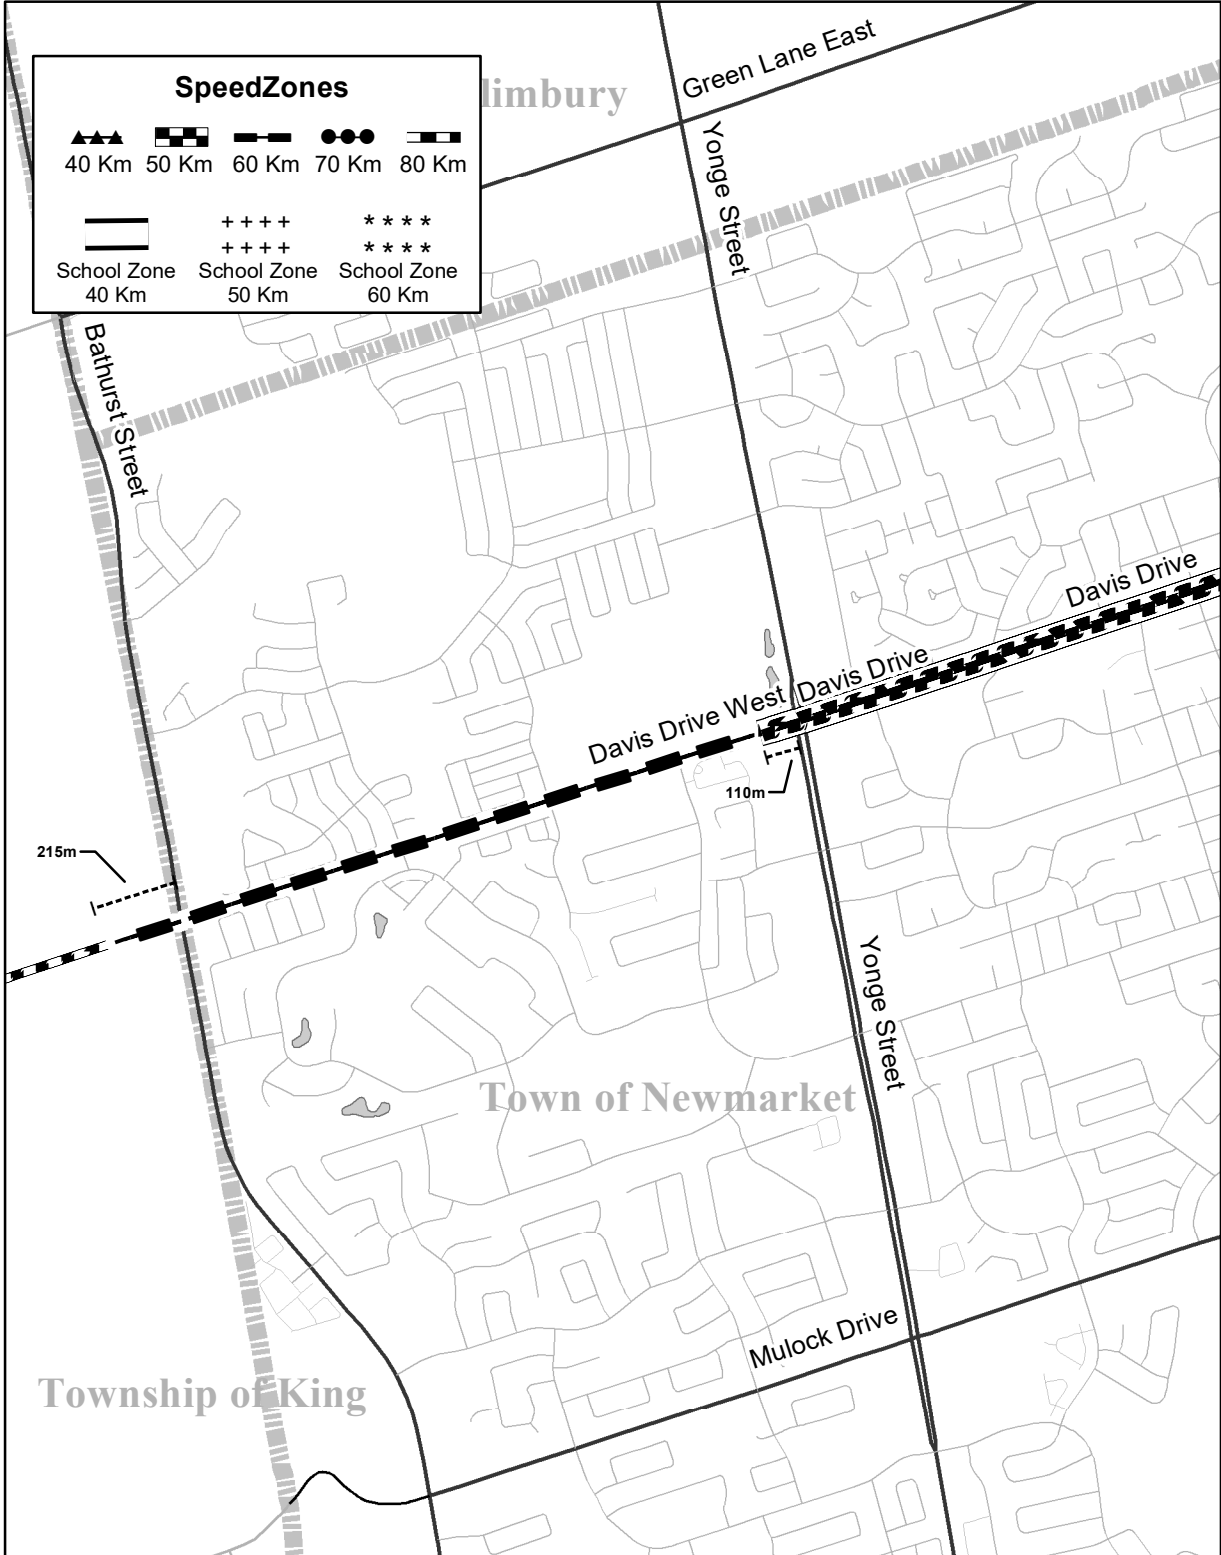 Green Lane East
limbury
SpeedZones
40 Km 50 Km 60 Km 70 Km 80 Km
School Zone School Zone School Zone
40 Km 50 Km 60 Km
Yonge Street
Bathurst Street
Davis Drive
Davis Drive
Davis Drive West
110m
215m
Yonge Street
Town of Newmarket
Mulock Drive
Township of King